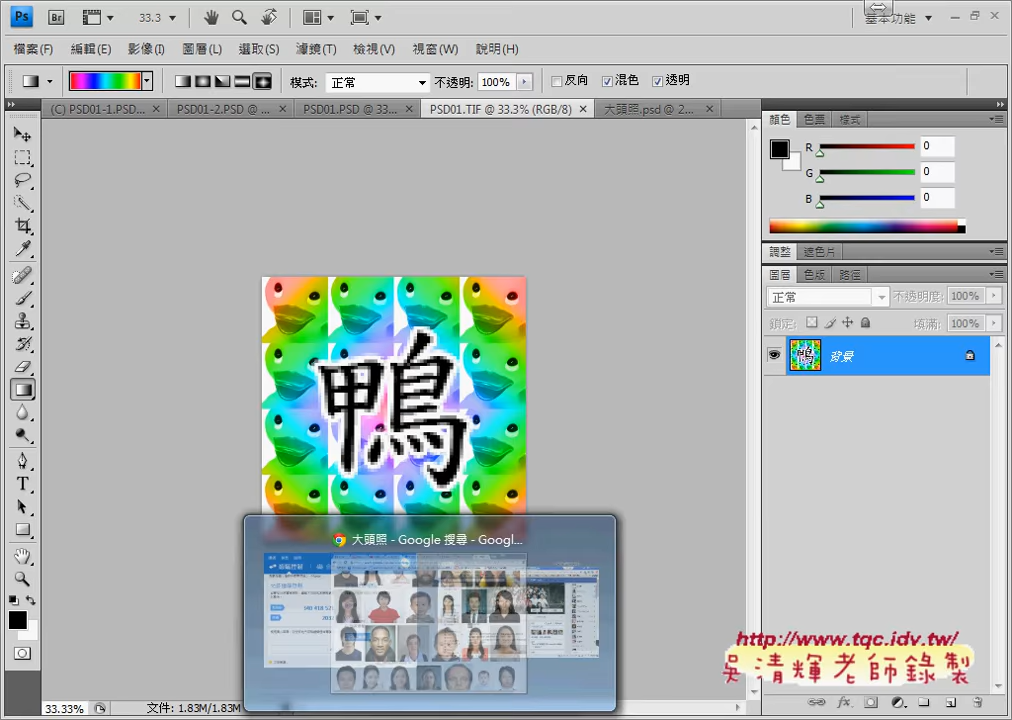 Ps Br 33.3 基本功能
檔案(F) 編輯(E) 影像(I) 圖層(L) 選取(S) 濾鏡(T) 檢視(V) 視窗(W) 說明(H)
模式: 正常 不透明: 100% 反向 混色 透明
(C) PSD01-1.PSD... PSD01-2.PSD @ ... PSD01.PSD @ 33... PSD01.TIF @ 33.3% (RGB/8) 大頭照.psd @ 2...
顏色 色票 樣式
R 0
G 0
B 0
調整 遮色片
圖層 色版 路徑
正常 不透明度: 100%
鎖定: 填滿: 100%
鴨 背景
鴨
大頭照 - Google 搜尋 - Googl...
http://www.tqc.idv.tw/
吳清輝老師錄製
33.33% 文件: 1.83M/1.83M